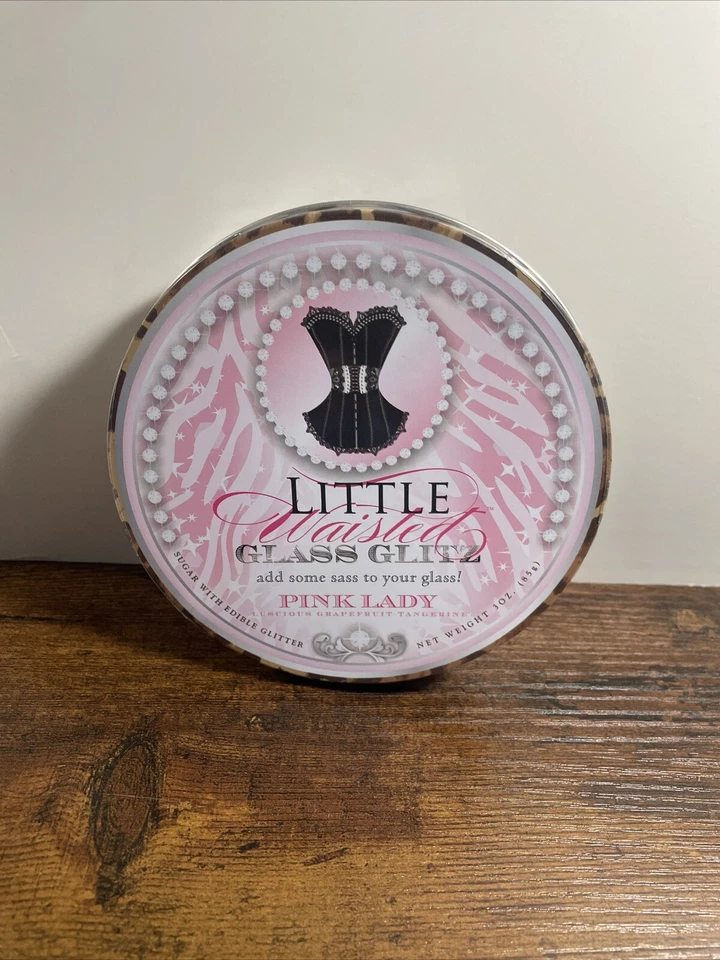 LITTLE
Waisted™
GLASS GLITZ
add some sass to your glass!
PINK LADY
LUSCIOUS GRAPEFRUIT TANGERINE
SUGAR WITH EDIBLE GLITTER
NET WEIGHT 3OZ. (85g)